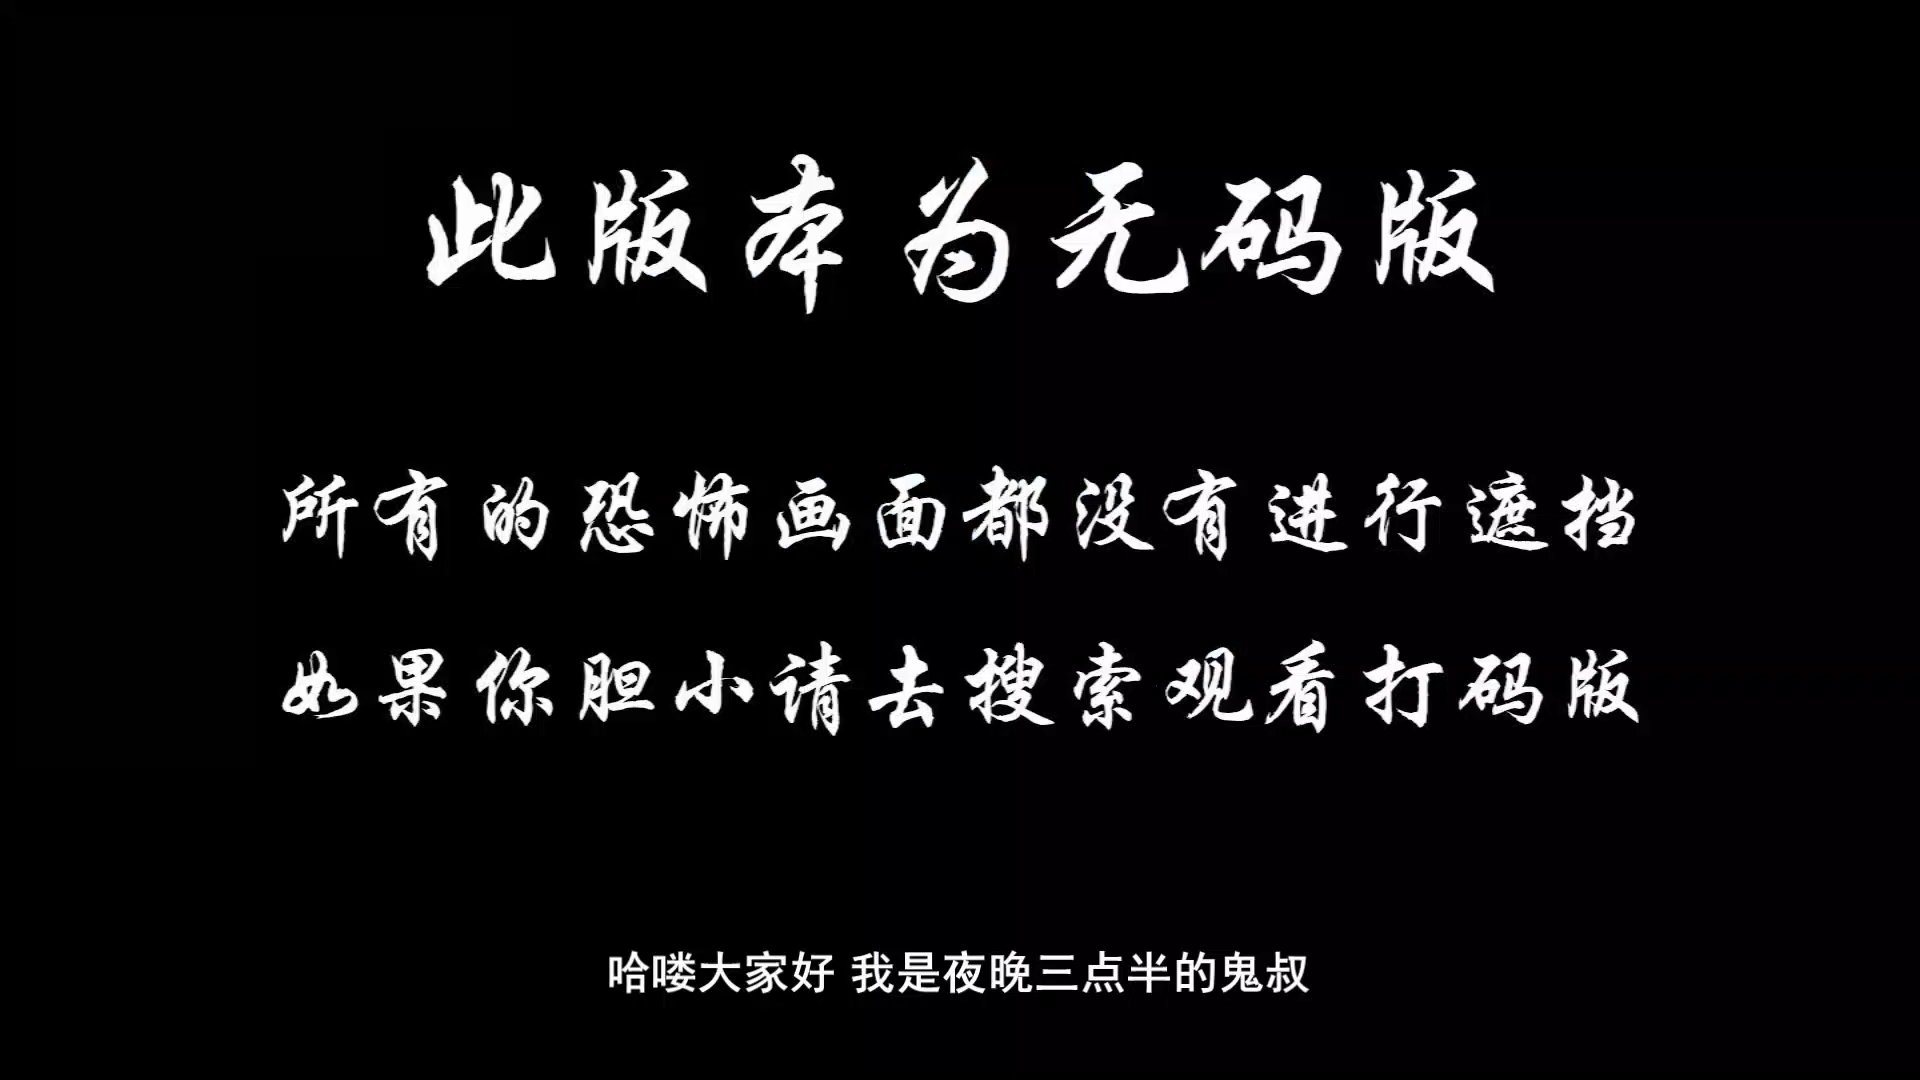 此版本为无码版
所有的恐怖画面都没有进行遮挡
如果你胆小请去搜索观看打码版
哈喽大家好 我是夜晚三点半的鬼叔